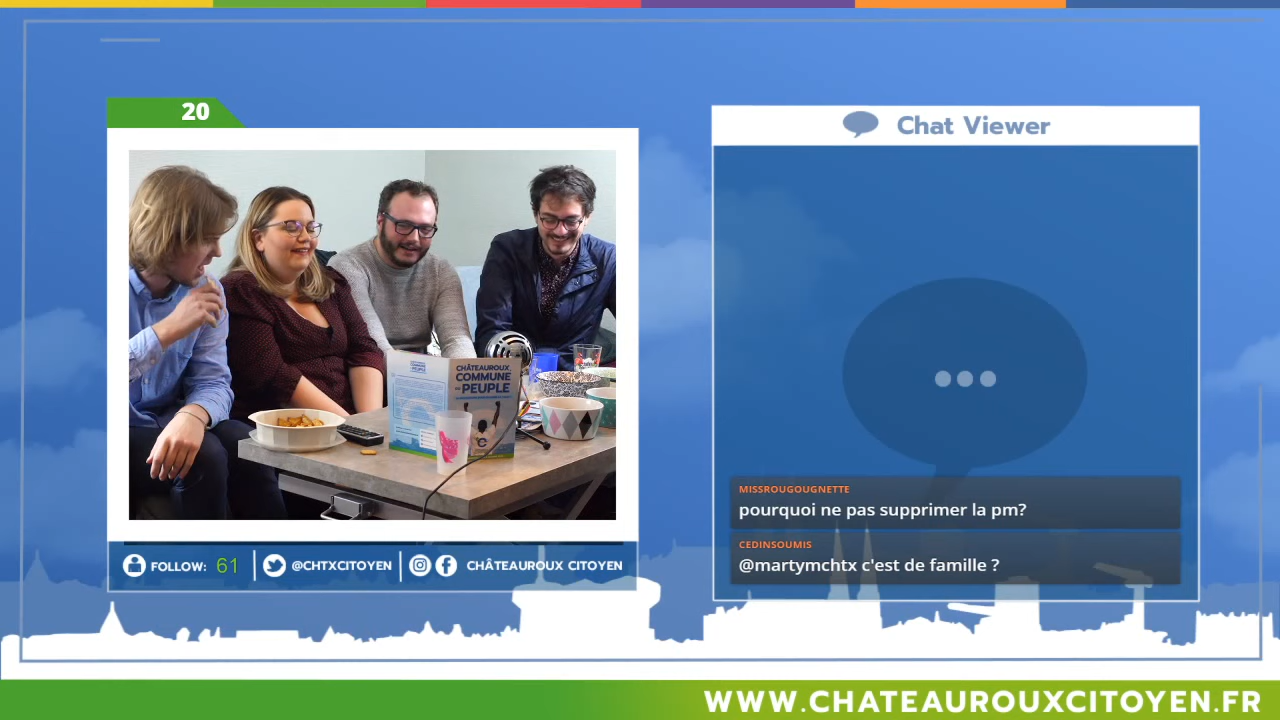 20
Chat Viewer
CHÂTEAUROUX,
COMMUNE
DU PEUPLE
MISSROUGOUGNETTE
pourquoi ne pas supprimer la pm?
CEDINSOUMIS
@martymchtx c'est de famille ?
FOLLOW: 61
@CHTXCITOYEN
CHÂTEAUROUX CITOYEN
WWW.CHATEAUROUXCITOYEN.FR